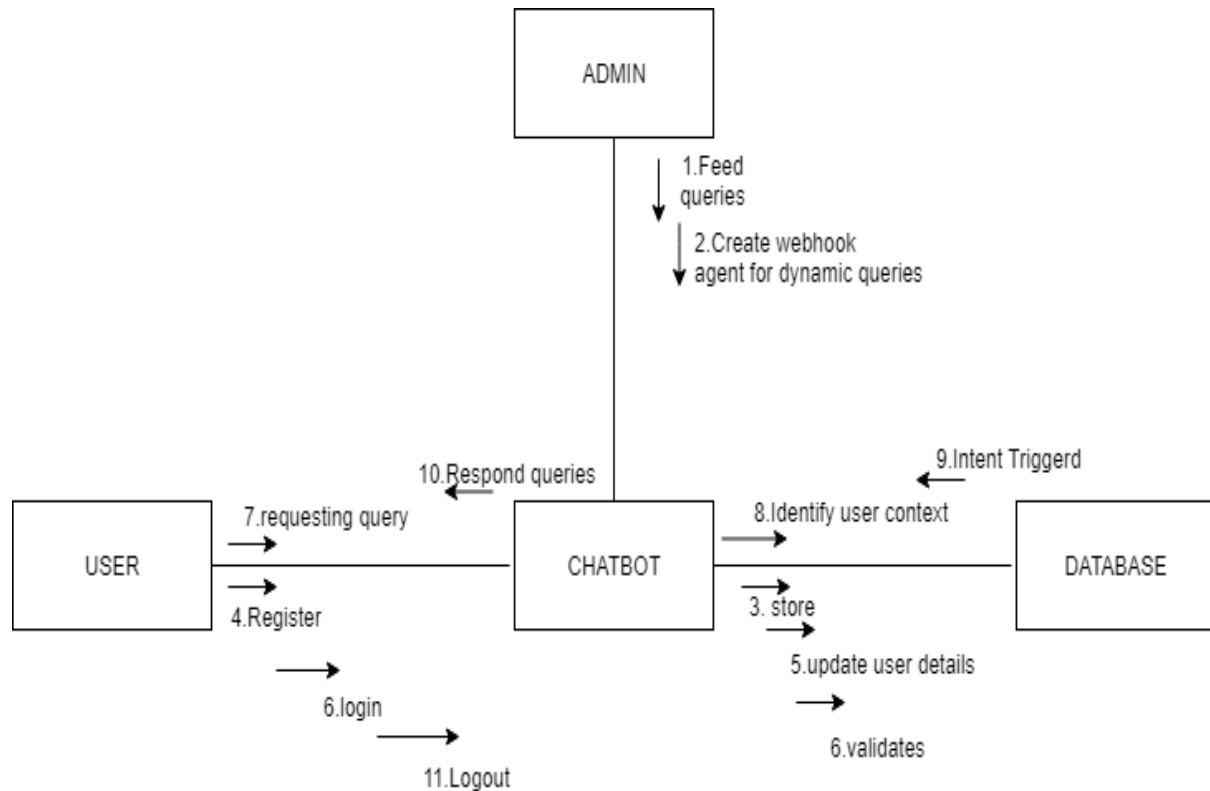 ADMIN
1.Feed
queries
2.Create webhook
agent for dynamic queries
10.Respond queries
9.Intent Triggerd
7.requesting query
8.Identify user context
USER
CHATBOT
DATABASE
4.Register
3. store
5.update user details
6.login
6.validates
11.Logout